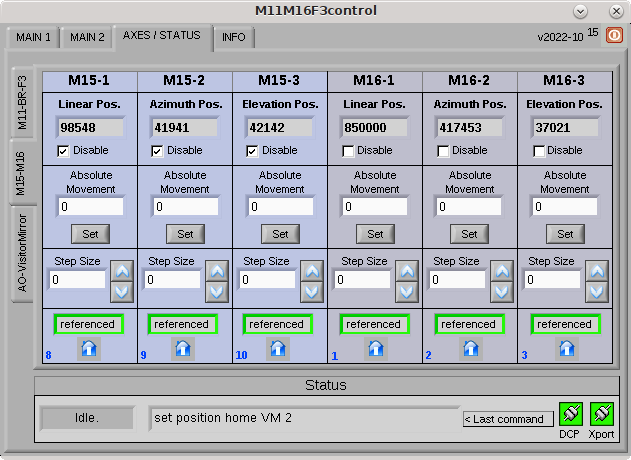 M11M16F3control
MAIN 1
MAIN 2
AXES / STATUS
INFO
v2022-10
15
M11-BR-F3
M15-M16
AO-VisitorMirror
M15-1
M15-2
M15-3
M16-1
M16-2
M16-3
Linear Pos.
Azimuth Pos.
Elevation Pos.
Linear Pos.
Azimuth Pos.
Elevation Pos.
98548
41941
42142
850000
417453
37021
Disable
Disable
Disable
Disable
Disable
Disable
Absolute
Movement
Absolute
Movement
Absolute
Movement
Absolute
Movement
Absolute
Movement
Absolute
Movement
0
0
0
0
0
0
Set
Set
Set
Set
Set
Set
Step Size
Step Size
Step Size
Step Size
Step Size
Step Size
0
0
0
0
0
0
referenced
referenced
referenced
referenced
referenced
referenced
8
9
10
1
2
3
Status
Idle.
set position home VM 2
< Last command
DCP
Xport